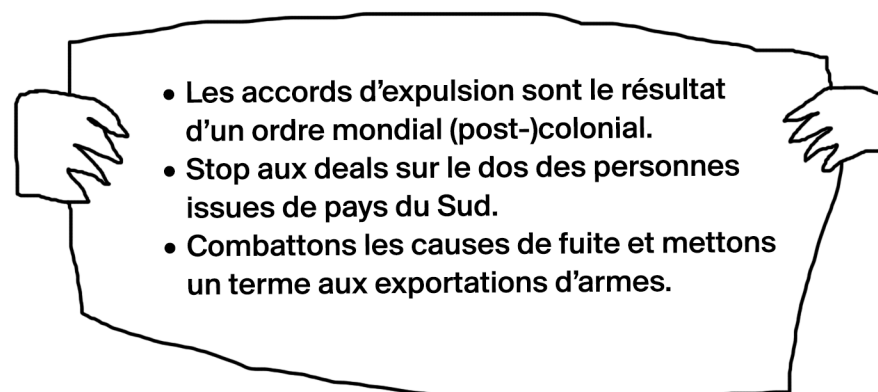 • Les accords d’expulsion sont le résultat
d’un ordre mondial (post-)colonial.
• Stop aux deals sur le dos des personnes
issues de pays du Sud.
• Combattons les causes de fuite et mettons
un terme aux exportations d’armes.